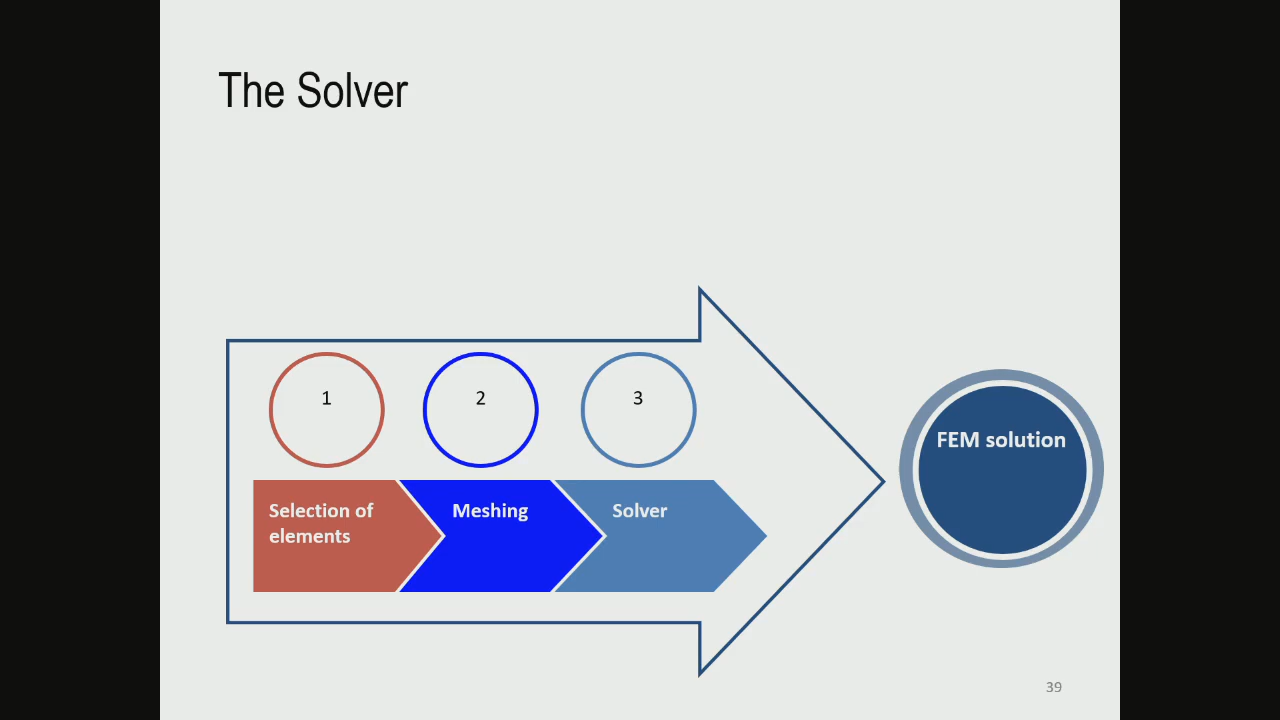 The Solver
1
2
3
Selection of
elements
Meshing
Solver
FEM solution
39